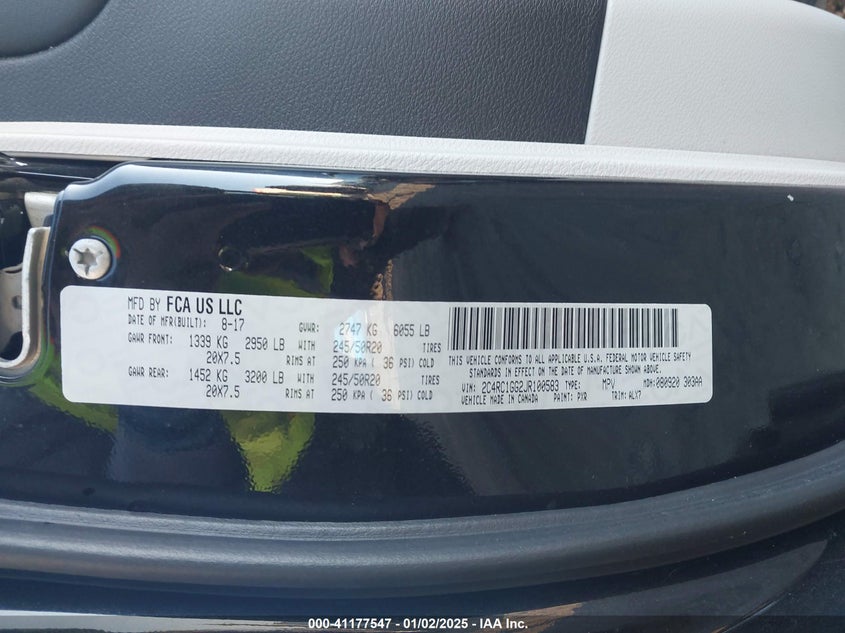 MFD BY FCA US LLC
DATE OF MFR(BUILT): 8-17 GVWR: 2747 KG 6055 LB
GAWR FRONT: 1339 KG 2950 LB WITH 245/50R20 TIRES
20X7.5 RIMS AT 250 KPA ( 36 PSI) COLD
GAWR REAR: 1452 KG 3200 LB WITH 245/50R20 TIRES
20X7.5 RIMS AT 250 KPA ( 36 PSI) COLD
THIS VEHICLE CONFORMS TO ALL APPLICABLE U.S.A. FEDERAL MOTOR VEHICLE SAFETY
STANDARDS IN EFFECT ON THE DATE OF MANUFACTURE SHOWN ABOVE.
VIN: 2C4RC1GG2JR100583 TYPE: MPV MDH: 080920 303AA
VEHICLE MADE IN CANADA PAINT: PXR TRIM: ALX7
000-41177547 - 01/02/2025 - IAA Inc.